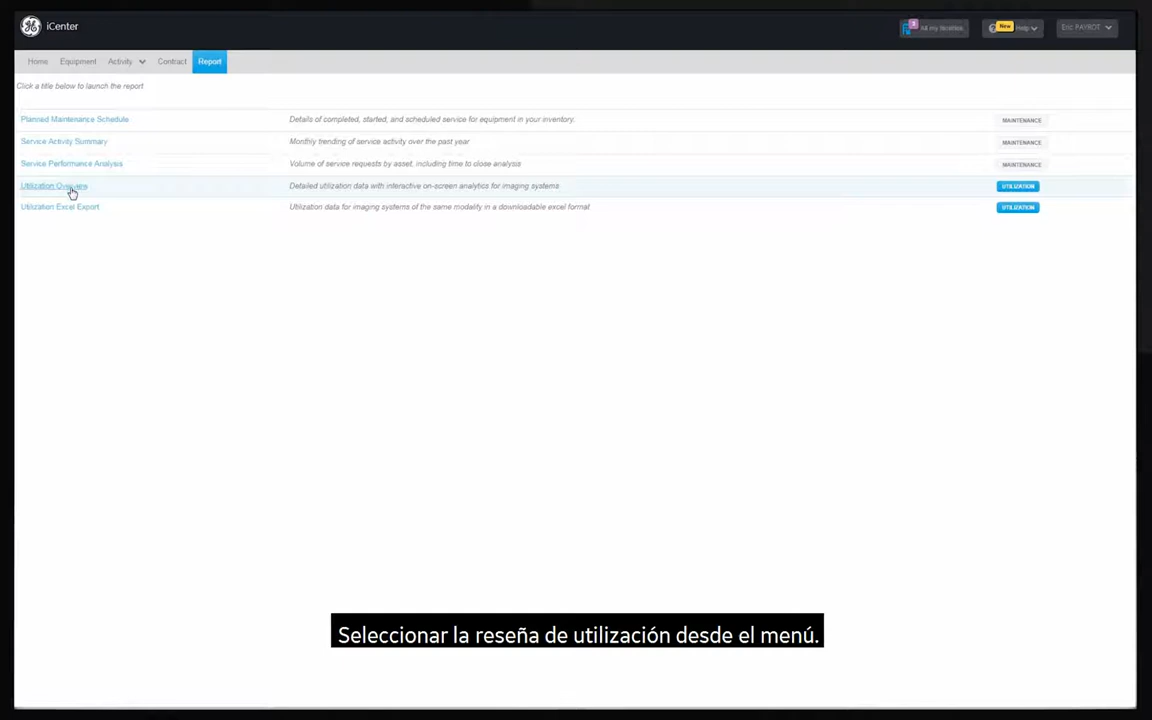 iCenter
3
All my facilities
New
Help
Eric PAYROT
Home
Equipment
Activity
Contract
Report
Click a title below to launch the report
Planned Maintenance Schedule
Details of completed, started, and scheduled service for equipment in your inventory.
MAINTENANCE
Service Activity Summary
Monthly trending of service activity over the past year
MAINTENANCE
Service Performance Analysis
Volume of service requests by asset, including time to close analysis
MAINTENANCE
Utilization Overview
Detailed utilization data with interactive on-screen analytics for imaging systems
UTILIZATION
Utilization Excel Export
Utilization data for imaging systems of the same modality in a downloadable excel format
UTILIZATION
Seleccionar la reseña de utilización desde el menú.